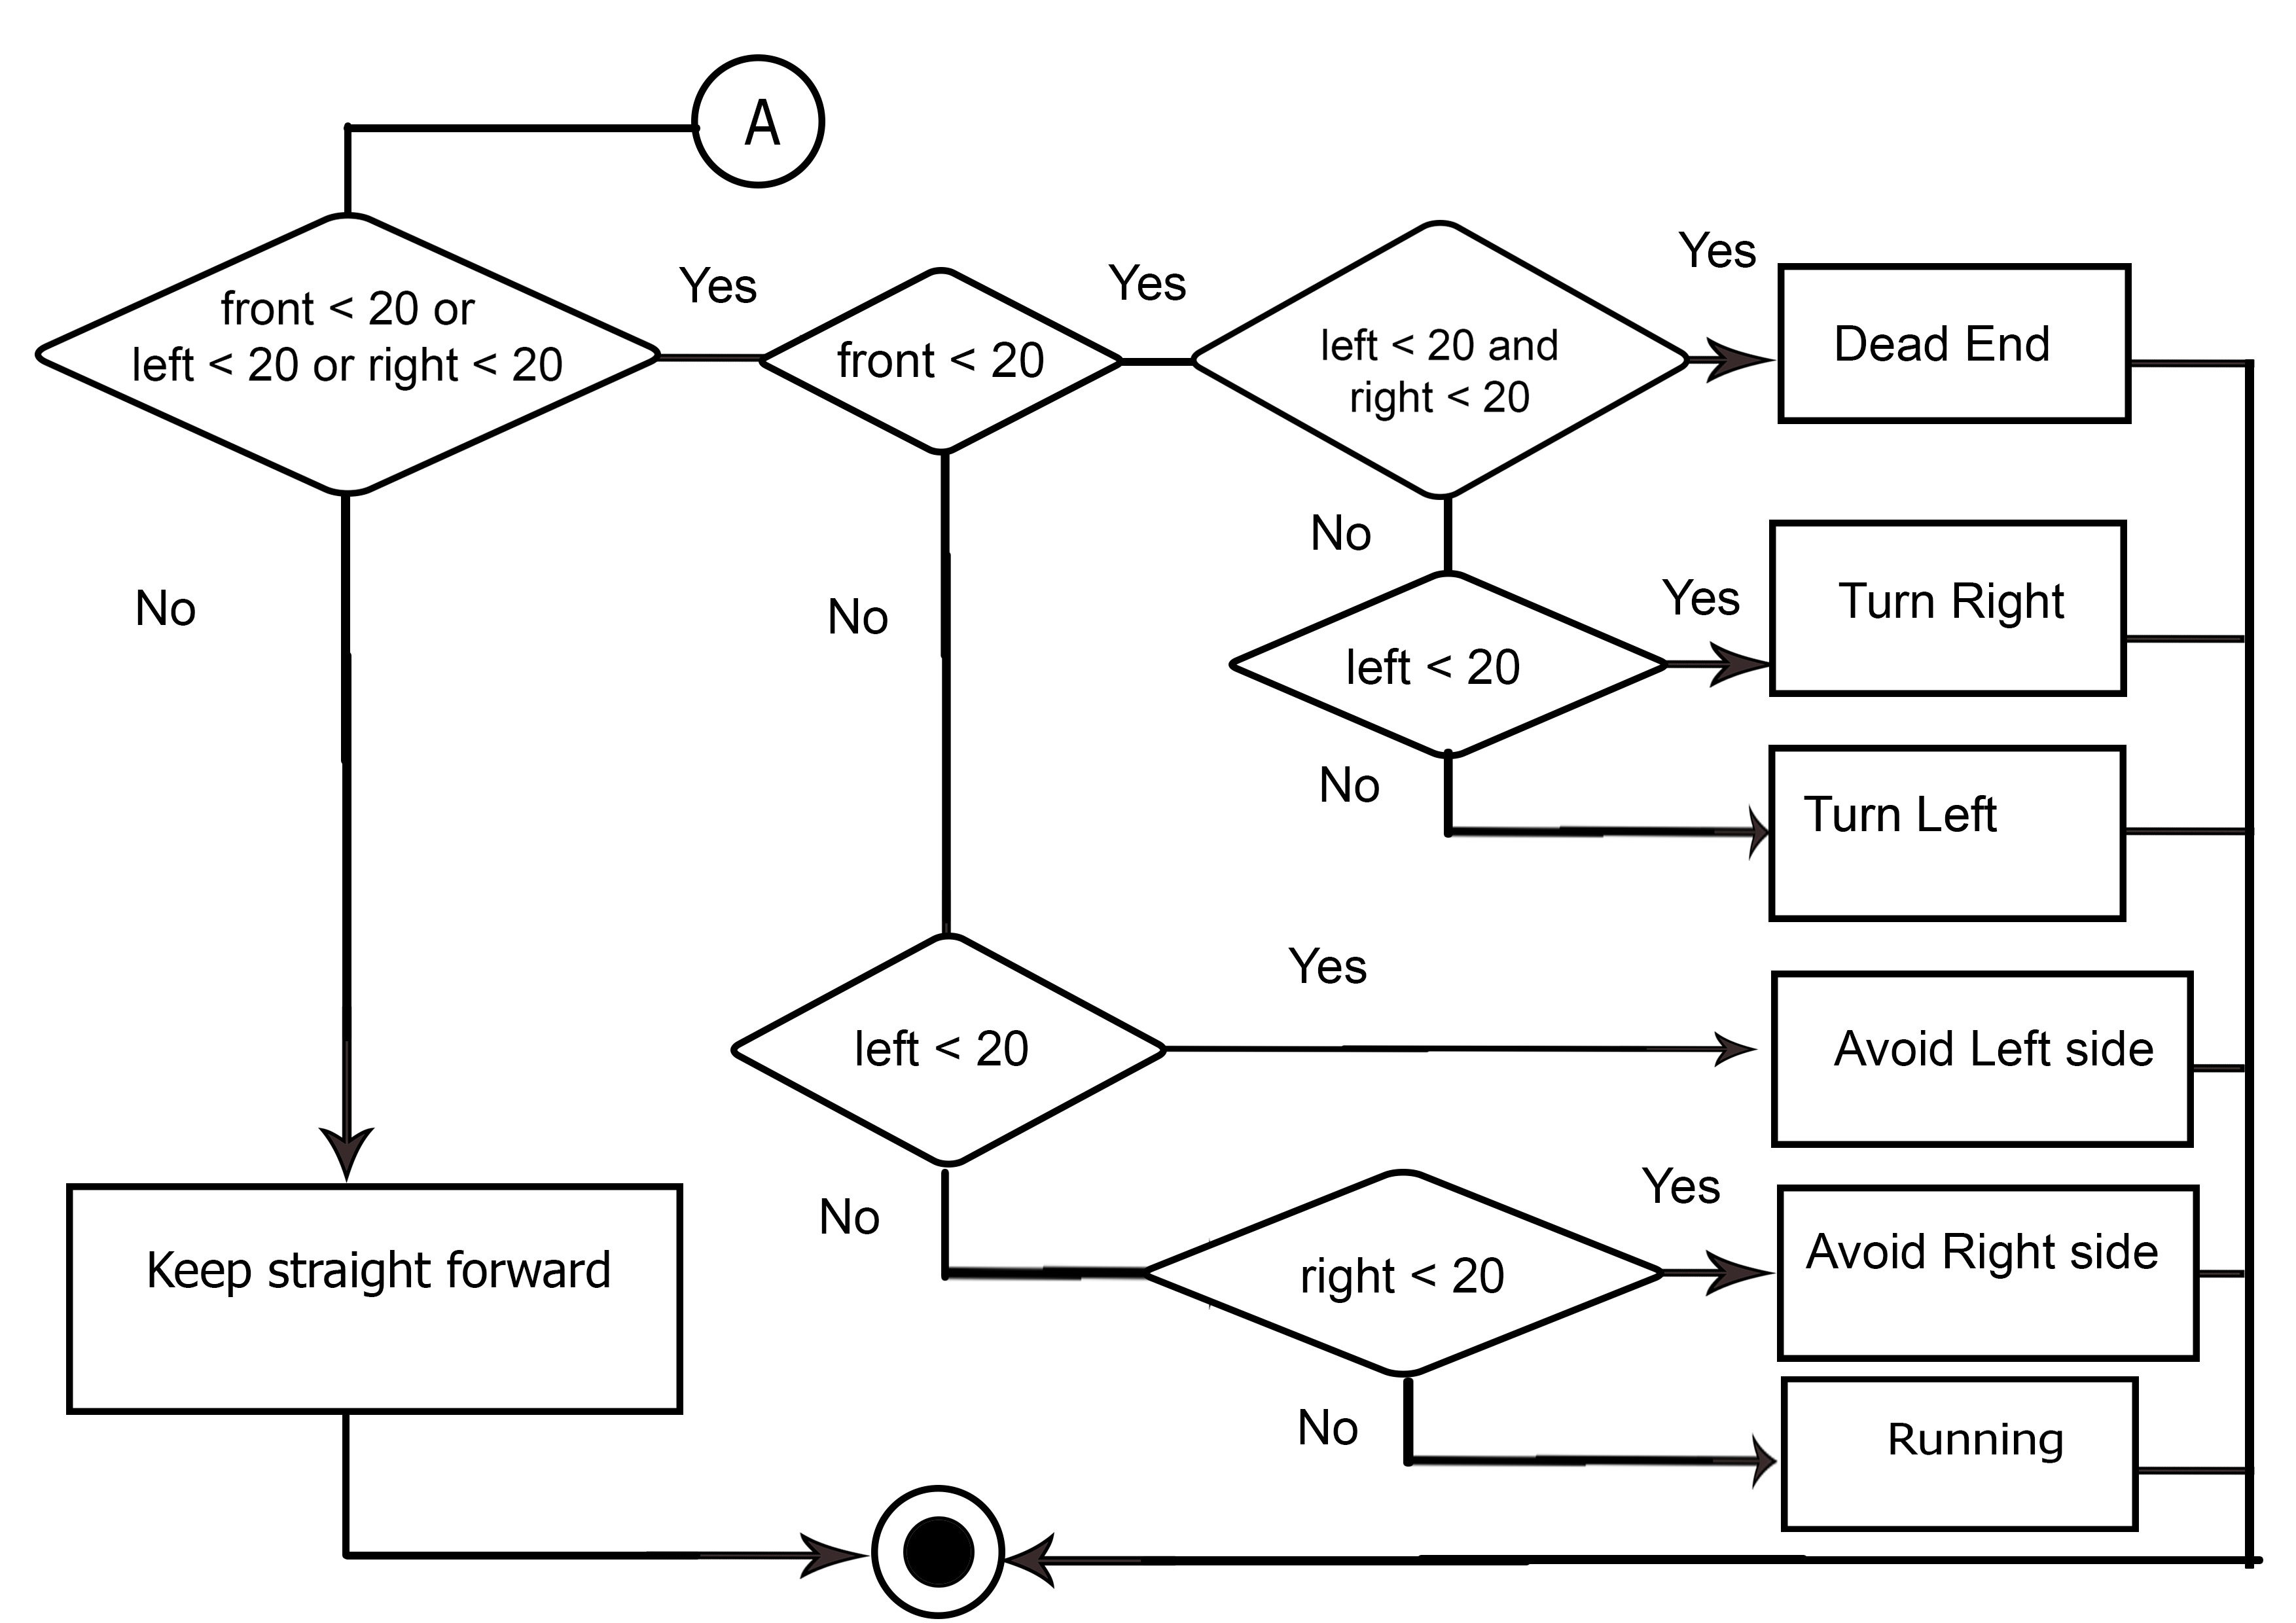 A
front < 20 or
left < 20 or right < 20
Yes
front < 20
Yes
left < 20 and
right < 20
Yes
Dead End
No
No
No
left < 20
Yes
Turn Right
No
Turn Left
left < 20
Yes
Avoid Left side
No
right < 20
Yes
Avoid Right side
Keep straight forward
No
Running